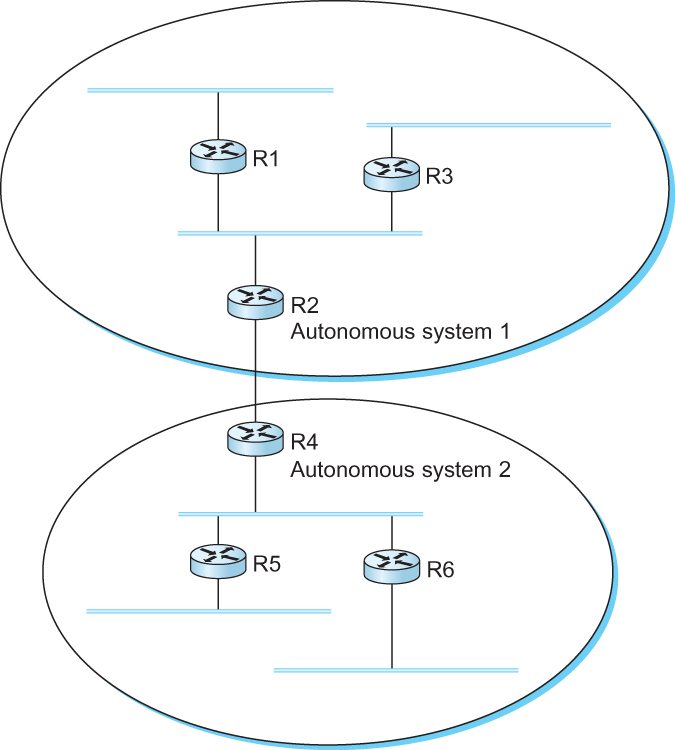 R1
R3
R2
Autonomous system 1
R4
Autonomous system 2
R5
R6